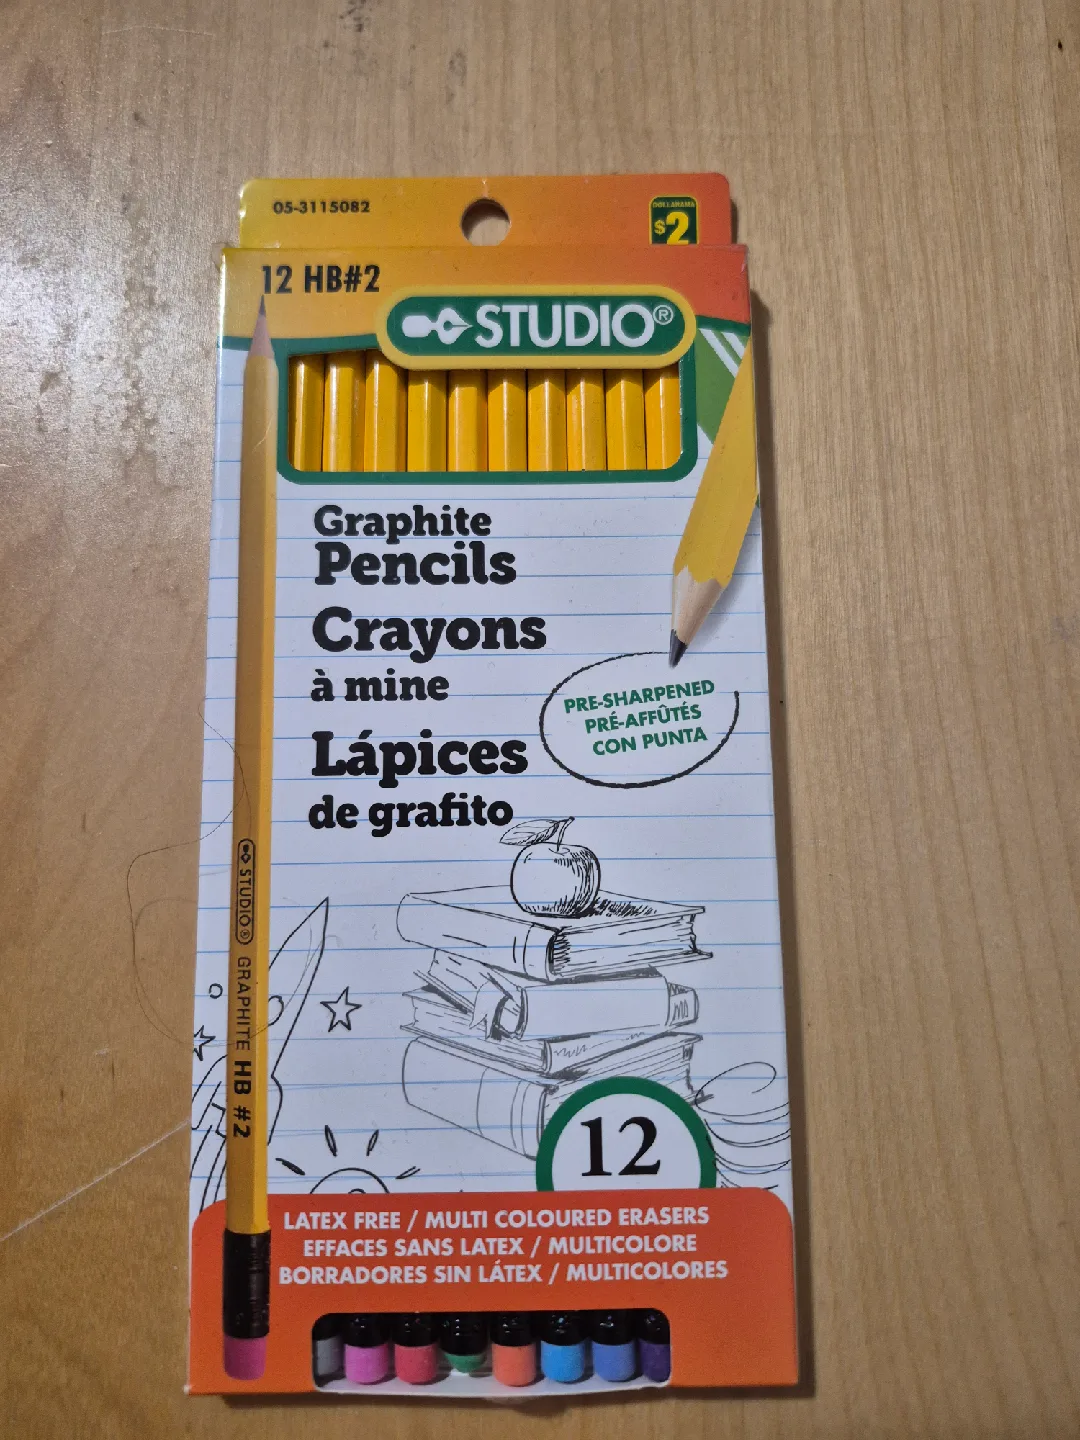 05-3115082
DOLLARAMA
$2
12 HB#2
STUDIO®
Graphite
Pencils
Crayons
à mine
Lápices
de grafito
PRE-SHARPENED
PRÉ-AFFÛTÉS
CON PUNTA
STUDIO® GRAPHITE HB #2
12
LATEX FREE / MULTI COLOURED ERASERS
EFFACES SANS LATEX / MULTICOLORE
BORRADORES SIN LÁTEX / MULTICOLORES